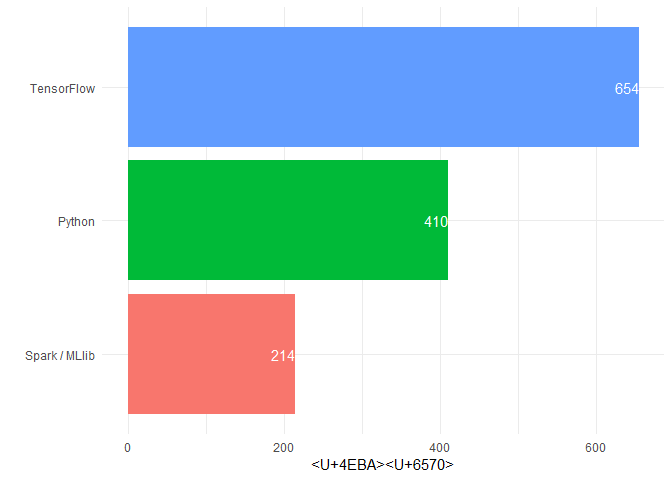 TensorFlow
654
Python
410
Spark / MLlib
214
0 200 400 600
<U+4EBA><U+6570>